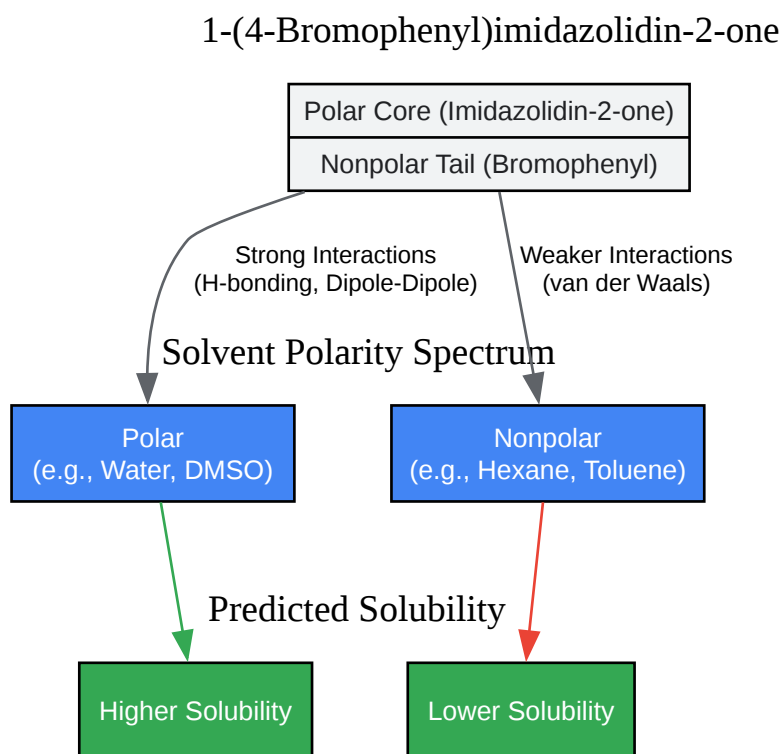 1-(4-Bromophenyl)imidazolidin-2-one
Polar Core (Imidazolidin-2-one)
Nonpolar Tail (Bromophenyl)
Strong Interactions
(H-bonding, Dipole-Dipole)
Weaker Interactions
(van der Waals)
Solvent Polarity Spectrum
Polar
(e.g., Water, DMSO)
Nonpolar
(e.g., Hexane, Toluene)
Predicted Solubility
Higher Solubility
Lower Solubility